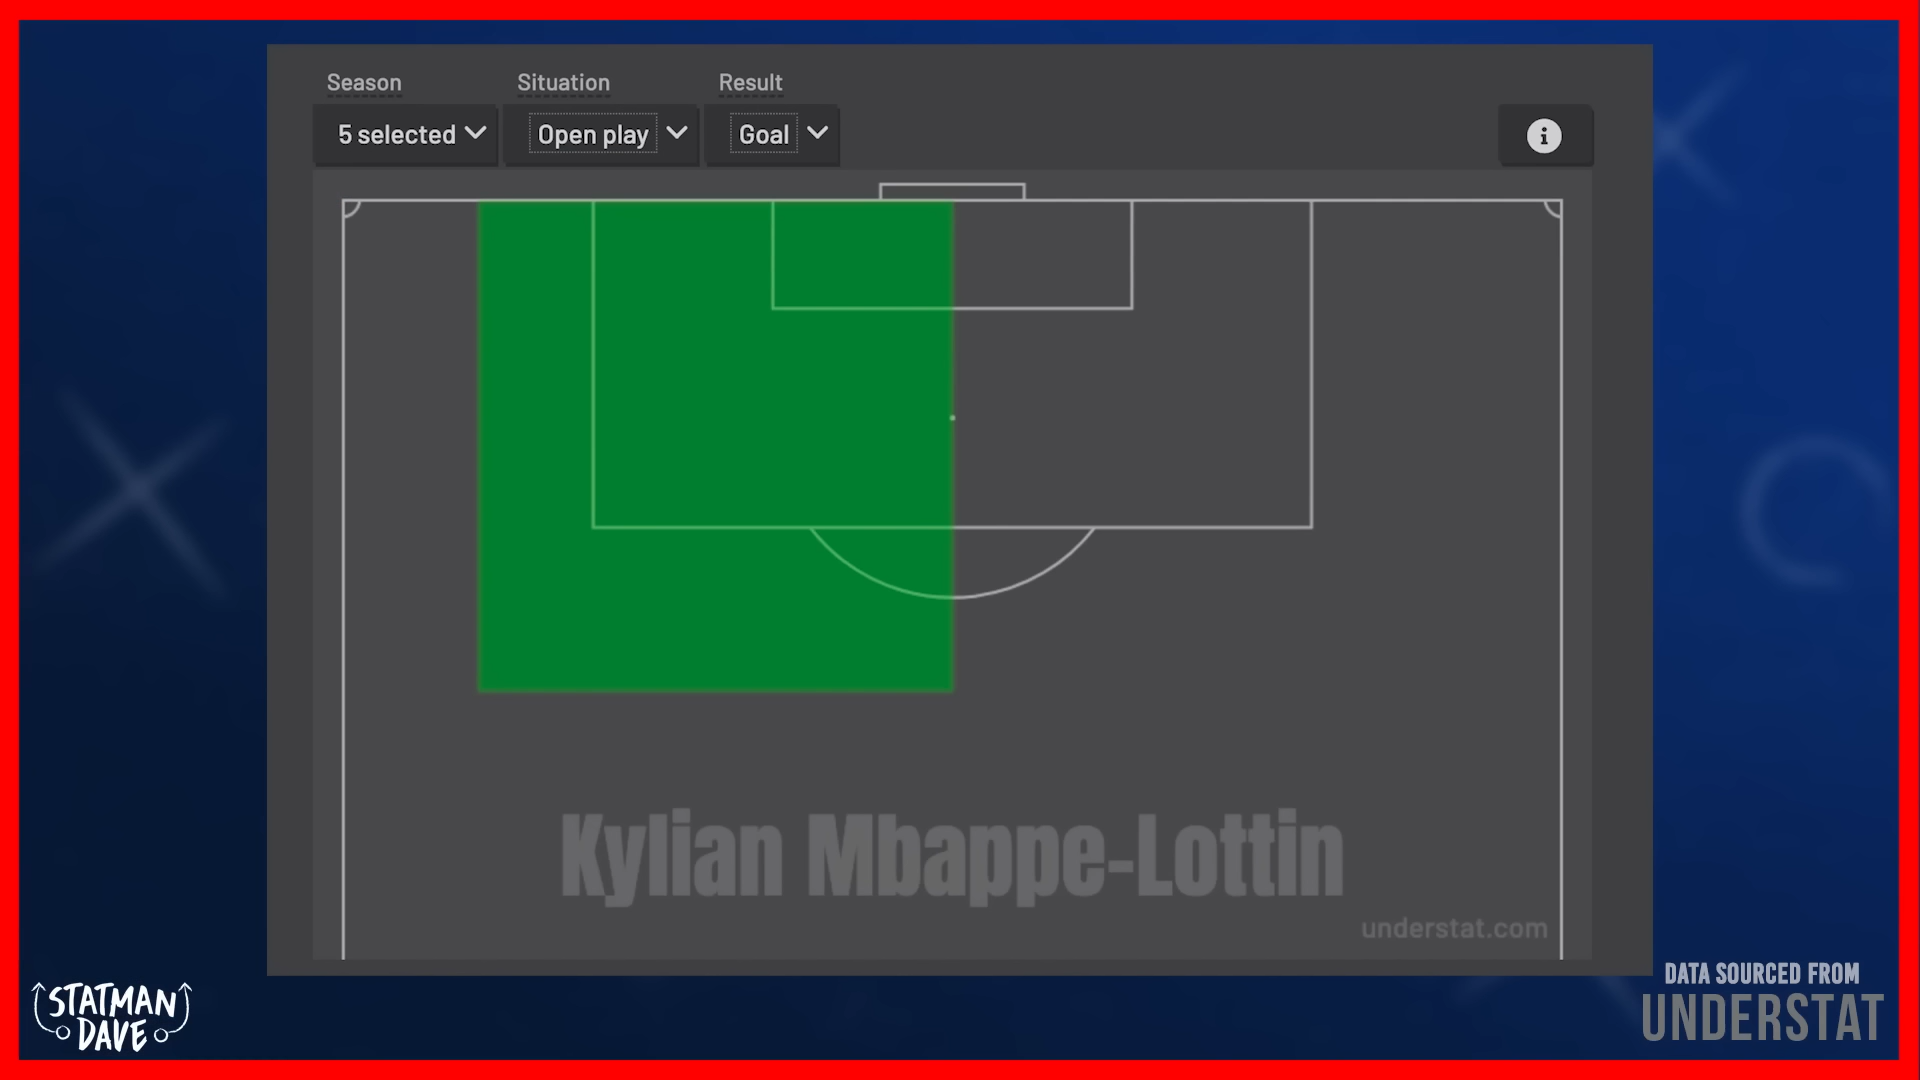 Season Situation Result
5 selected Open play Goal
Kylian Mbappe-Lottin
understat.com
STATMAN
DAVE
DATA SOURCED FROM
UNDERSTAT